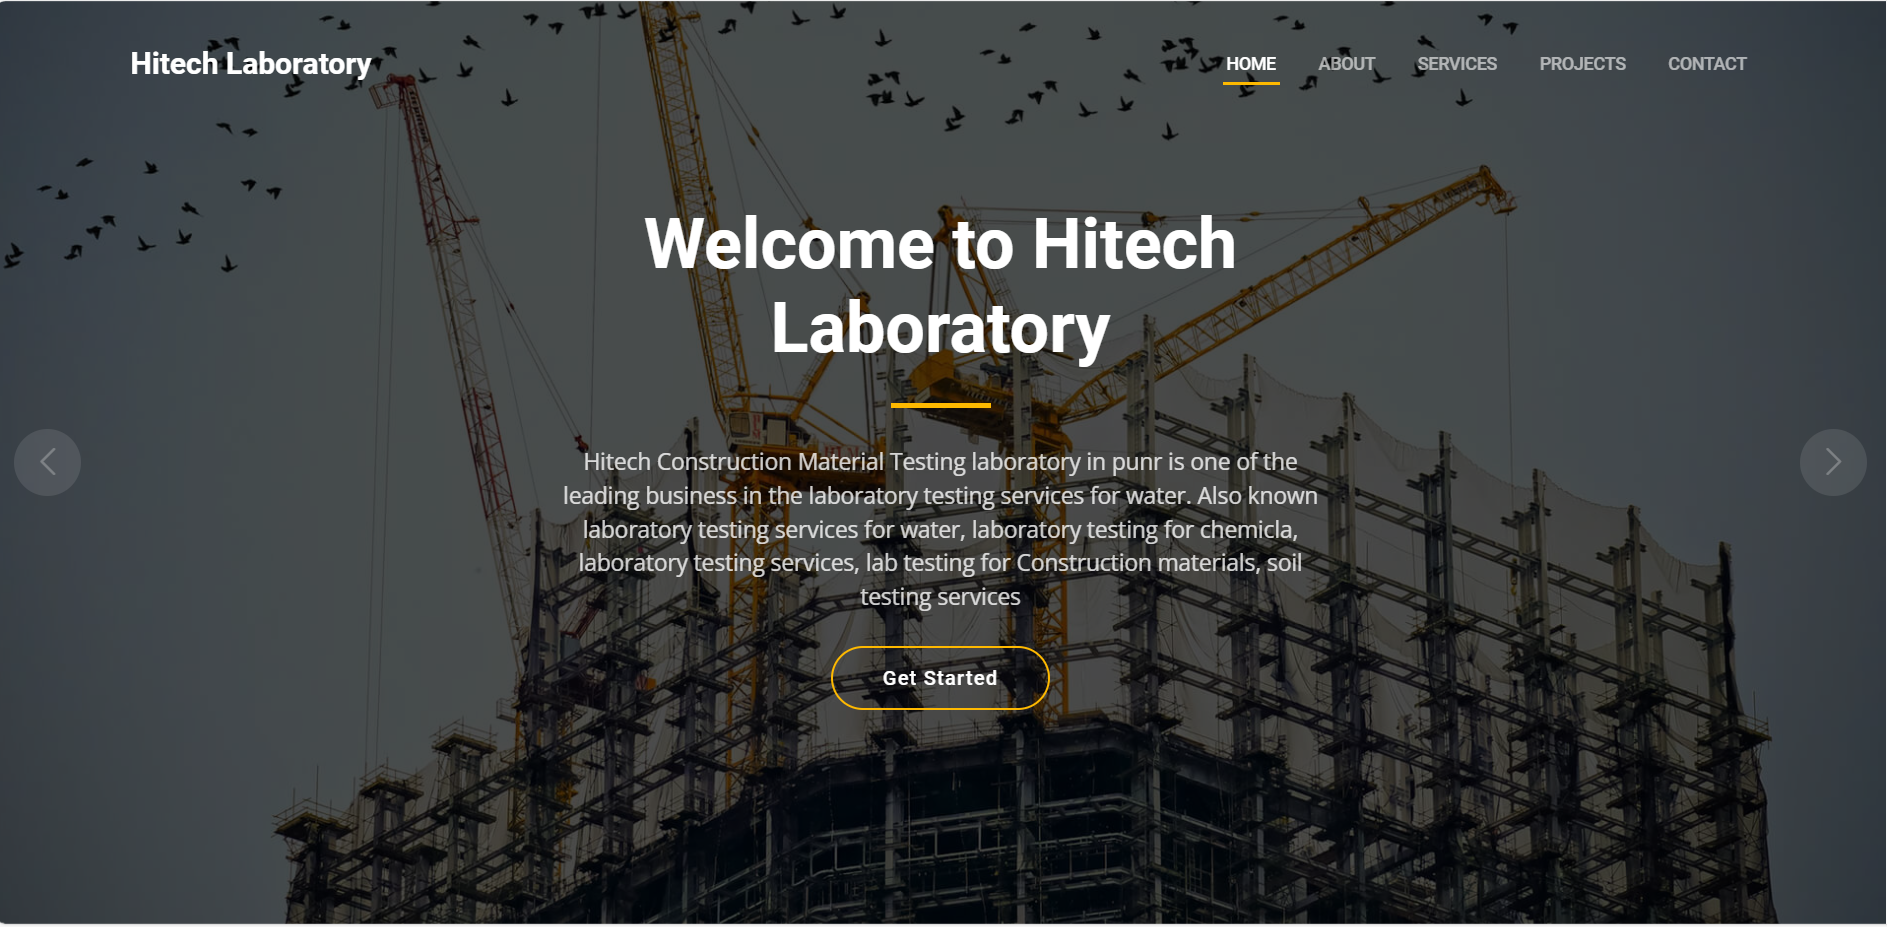 Hitech Laboratory
HOME ABOUT SERVICES PROJECTS CONTACT
Welcome to Hitech
Laboratory
Hitech Construction Material Testing laboratory in punr is one of the
leading business in the laboratory testing services for water. Also known
laboratory testing services for water, laboratory testing for chemicla,
laboratory testing services, lab testing for Construction materials, soil
testing services
Get Started